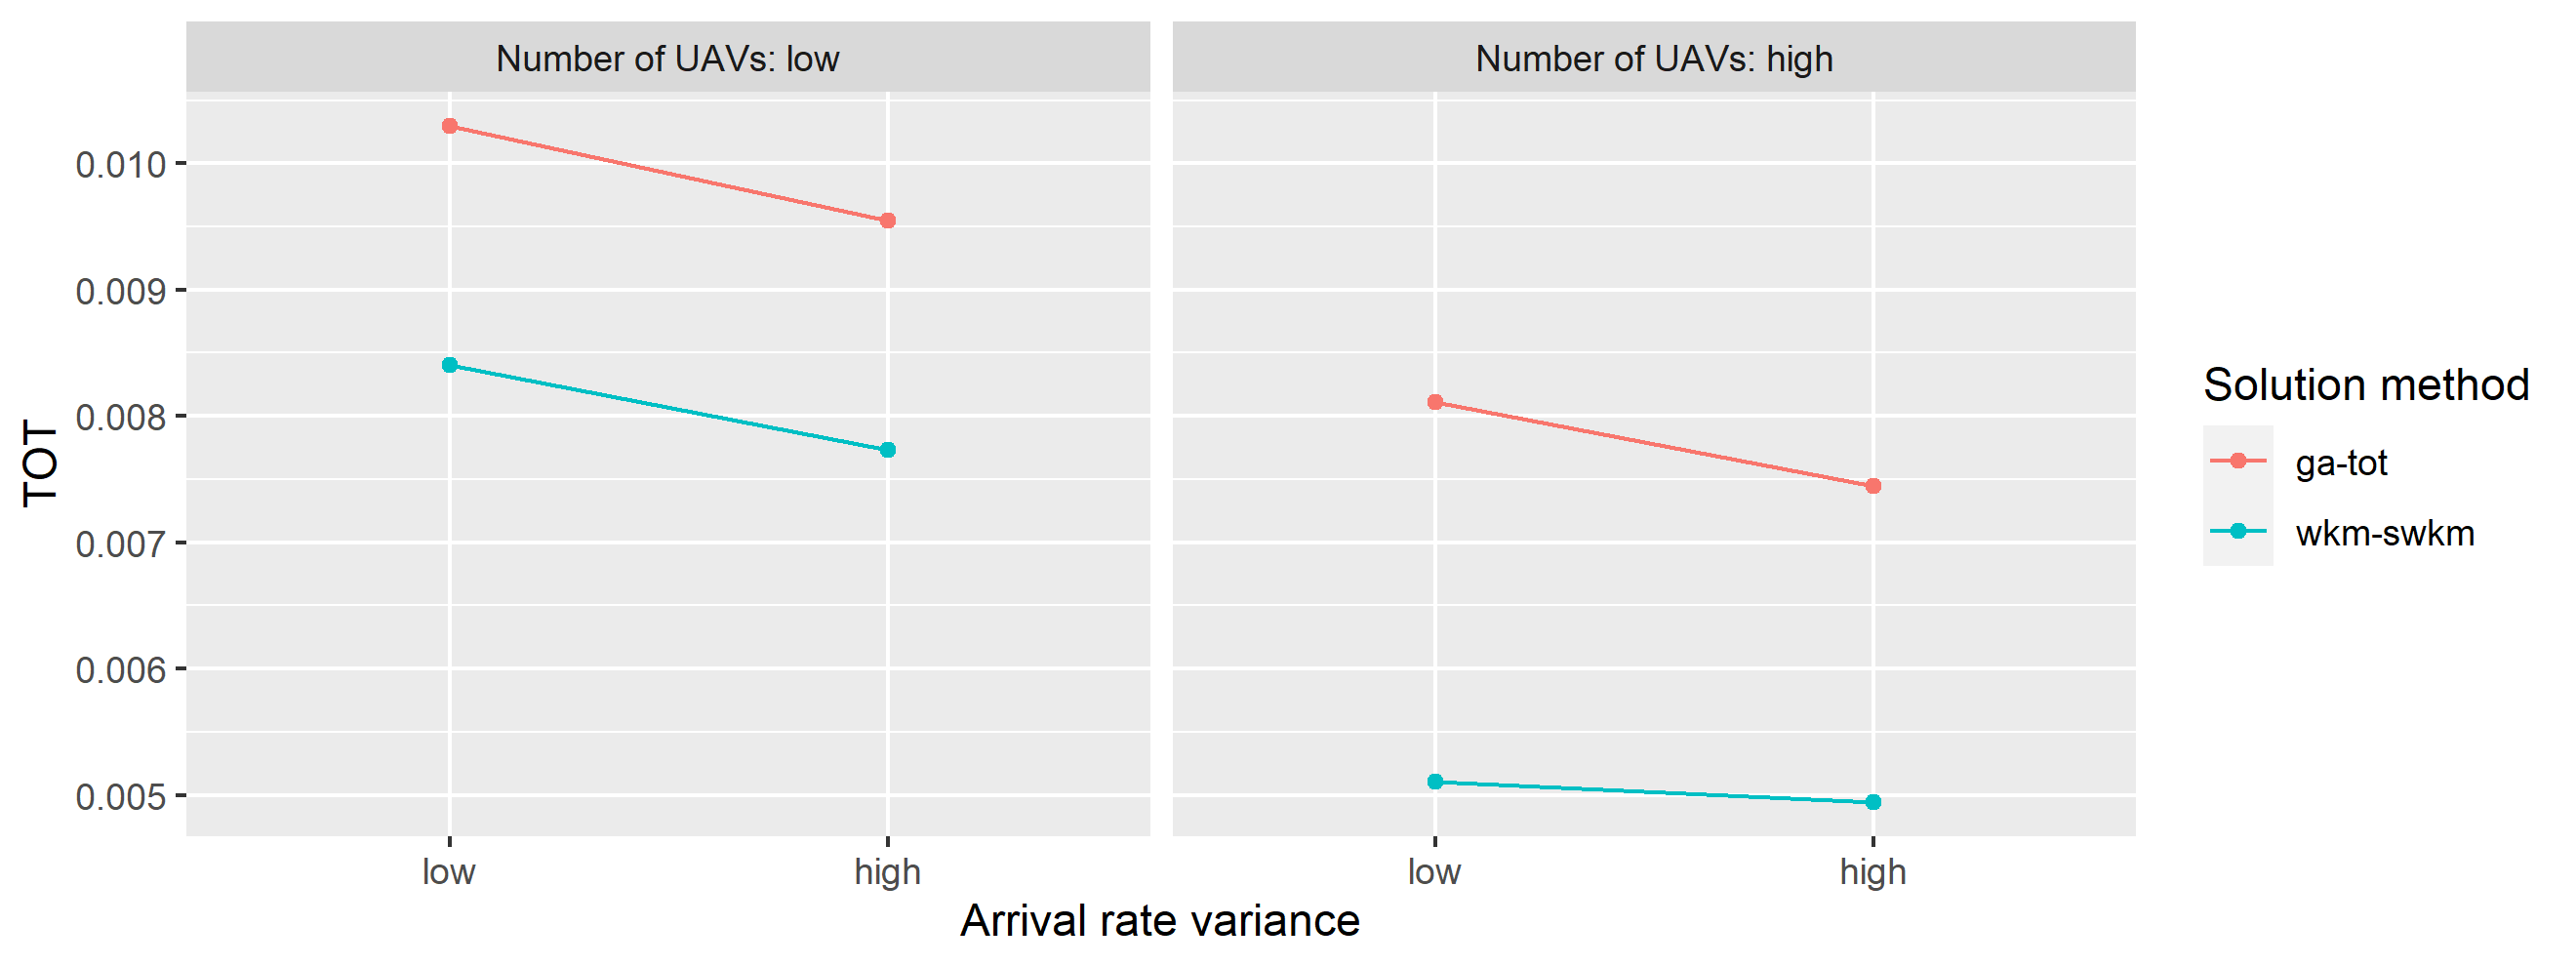 Number of UAVs: low
Number of UAVs: high
0.010
0.009
0.008
0.007
0.006
0.005
TOT
low
high
low
high
Arrival rate variance
Solution method
ga-tot
wkm-swkm